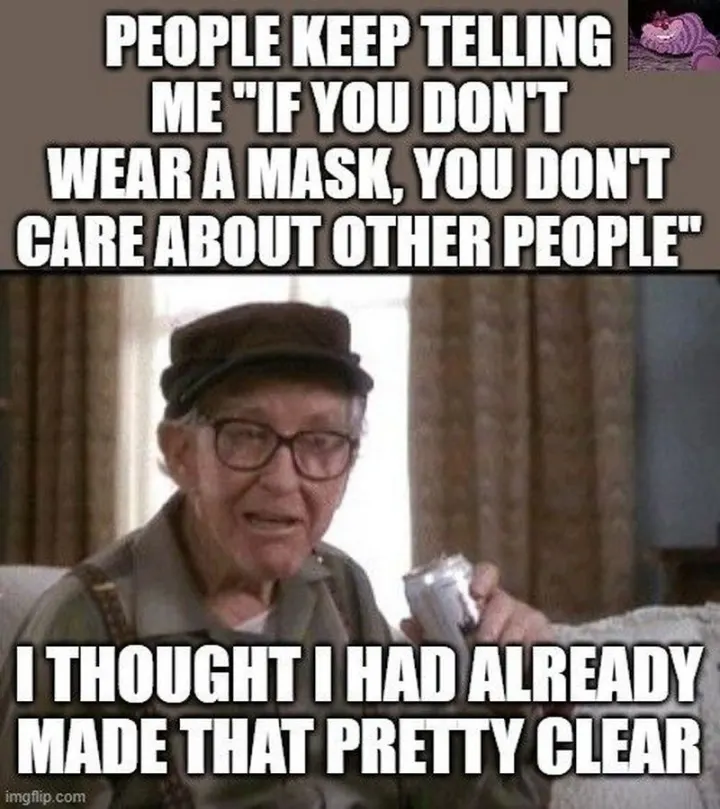 PEOPLE KEEP TELLING
ME "IF YOU DON'T
WEAR A MASK, YOU DON'T
CARE ABOUT OTHER PEOPLE"
I THOUGHT I HAD ALREADY
MADE THAT PRETTY CLEAR
imgflip.com